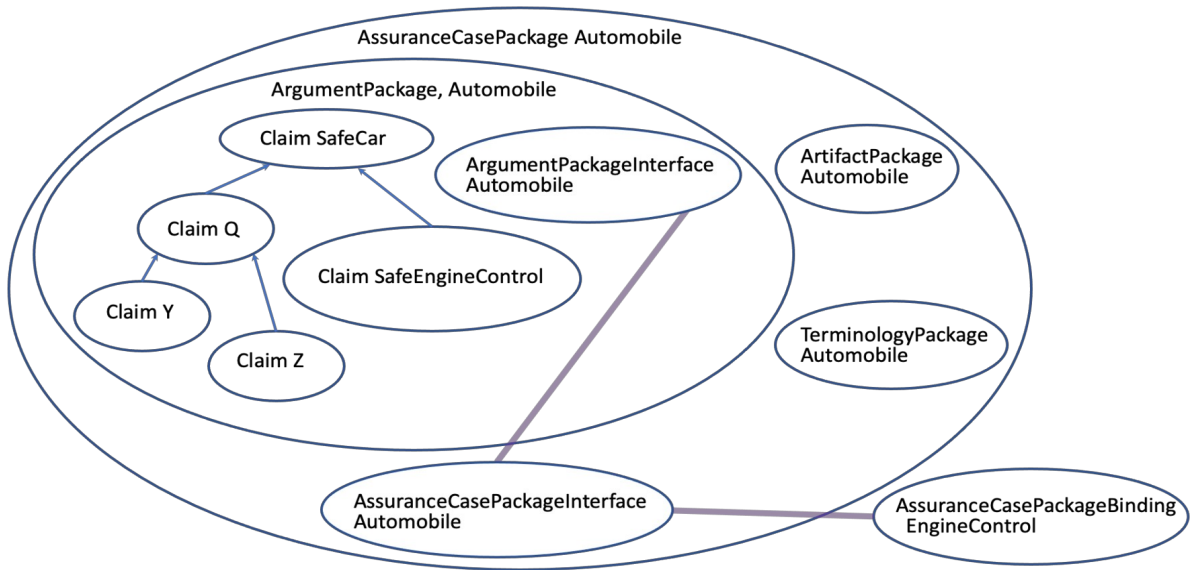 AssuranceCasePackage Automobile
ArgumentPackage, Automobile
Claim SafeCar
ArgumentPackageInterface
Automobile
ArtifactPackage
Automobile
Claim Q
Claim SafeEngineControl
Claim Y
Claim Z
TerminologyPackage
Automobile
AssuranceCasePackageInterface
Automobile
AssuranceCasePackageBinding
EngineControl